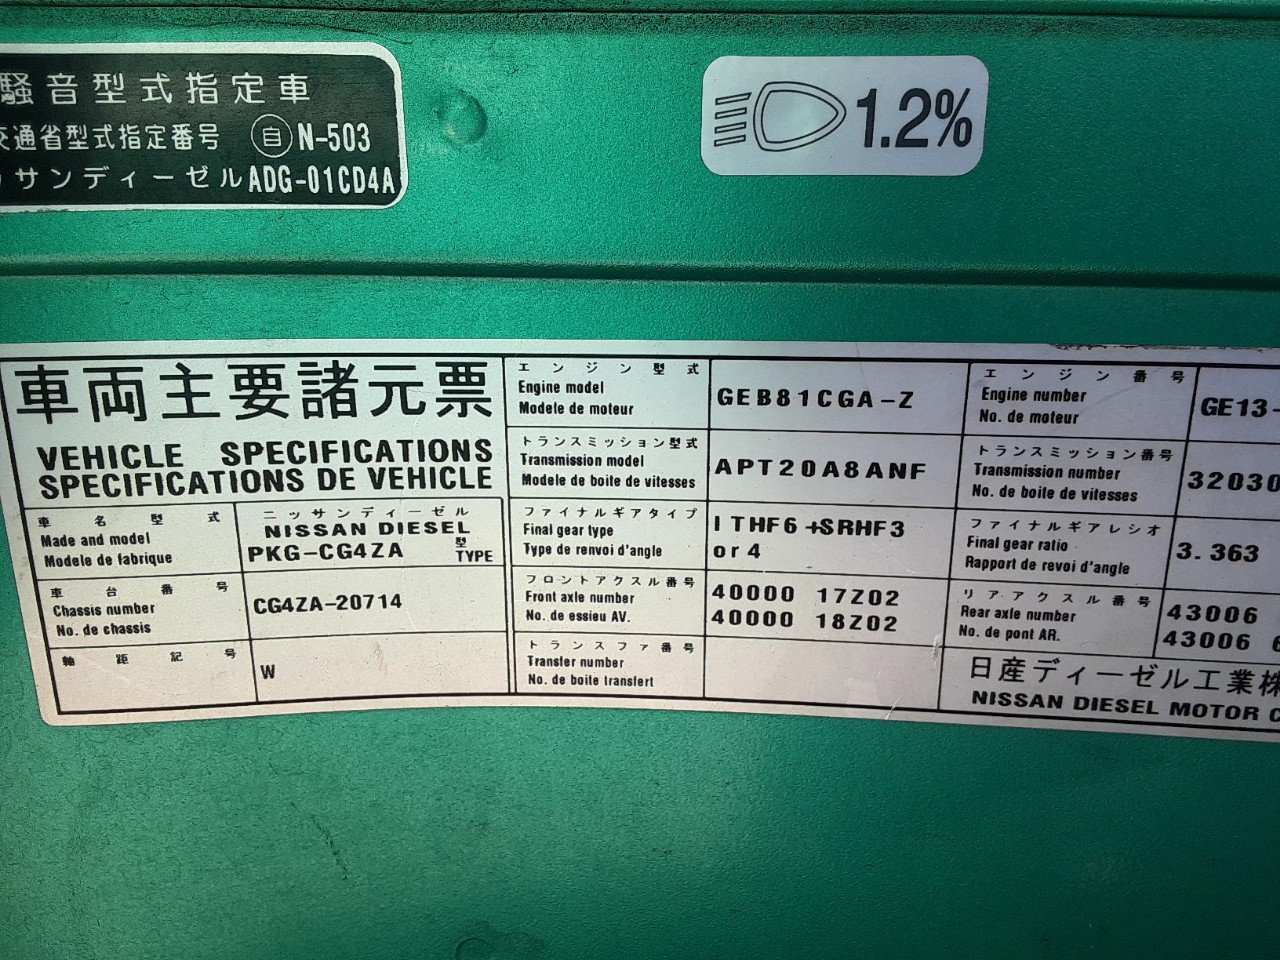 騒音型式指定車
交通省型式指定番号 自 N-503
サンディーゼル ADG-01CD4A
1.2%
車両主要諸元票
VEHICLE SPECIFICATIONS
SPECIFICATIONS DE VEHICLE
車名型式
Made and model
Modele de fabrique
ニッサンディーゼル
NISSAN DIESEL
PKG-CG4ZA 型 TYPE
車台番号
Chassis number
No. de chassis
CG4ZA-20714
軸距記号
W
エンジン型式
Engine model
Modele de moteur
GEB81CGA-Z
トランスミッション型式
Transmission model
Modele de boite de vitesses
APT20A8ANF
ファイナルギアタイプ
Final gear type
Type de renvoi d'angle
ITHF6+SRHF3
or4
フロントアクスル番号
Front axle number
No. de essieu AV.
40000 17Z02
40000 18Z02
トランスファ番号
Transfer number
No. de boite transfert
エンジン番号
Engine number
No. de moteur
GE13-
トランスミッション番号
Transmission number
No. de boite de vitesses
32030
ファイナルギアレシオ
Final gear ratio
Rapport de revoi d'angle
3.363
リアアクスル番号
Rear axle number
No. de pont AR.
43006
43006
日産ディーゼル工業株
NISSAN DIESEL MOTOR C